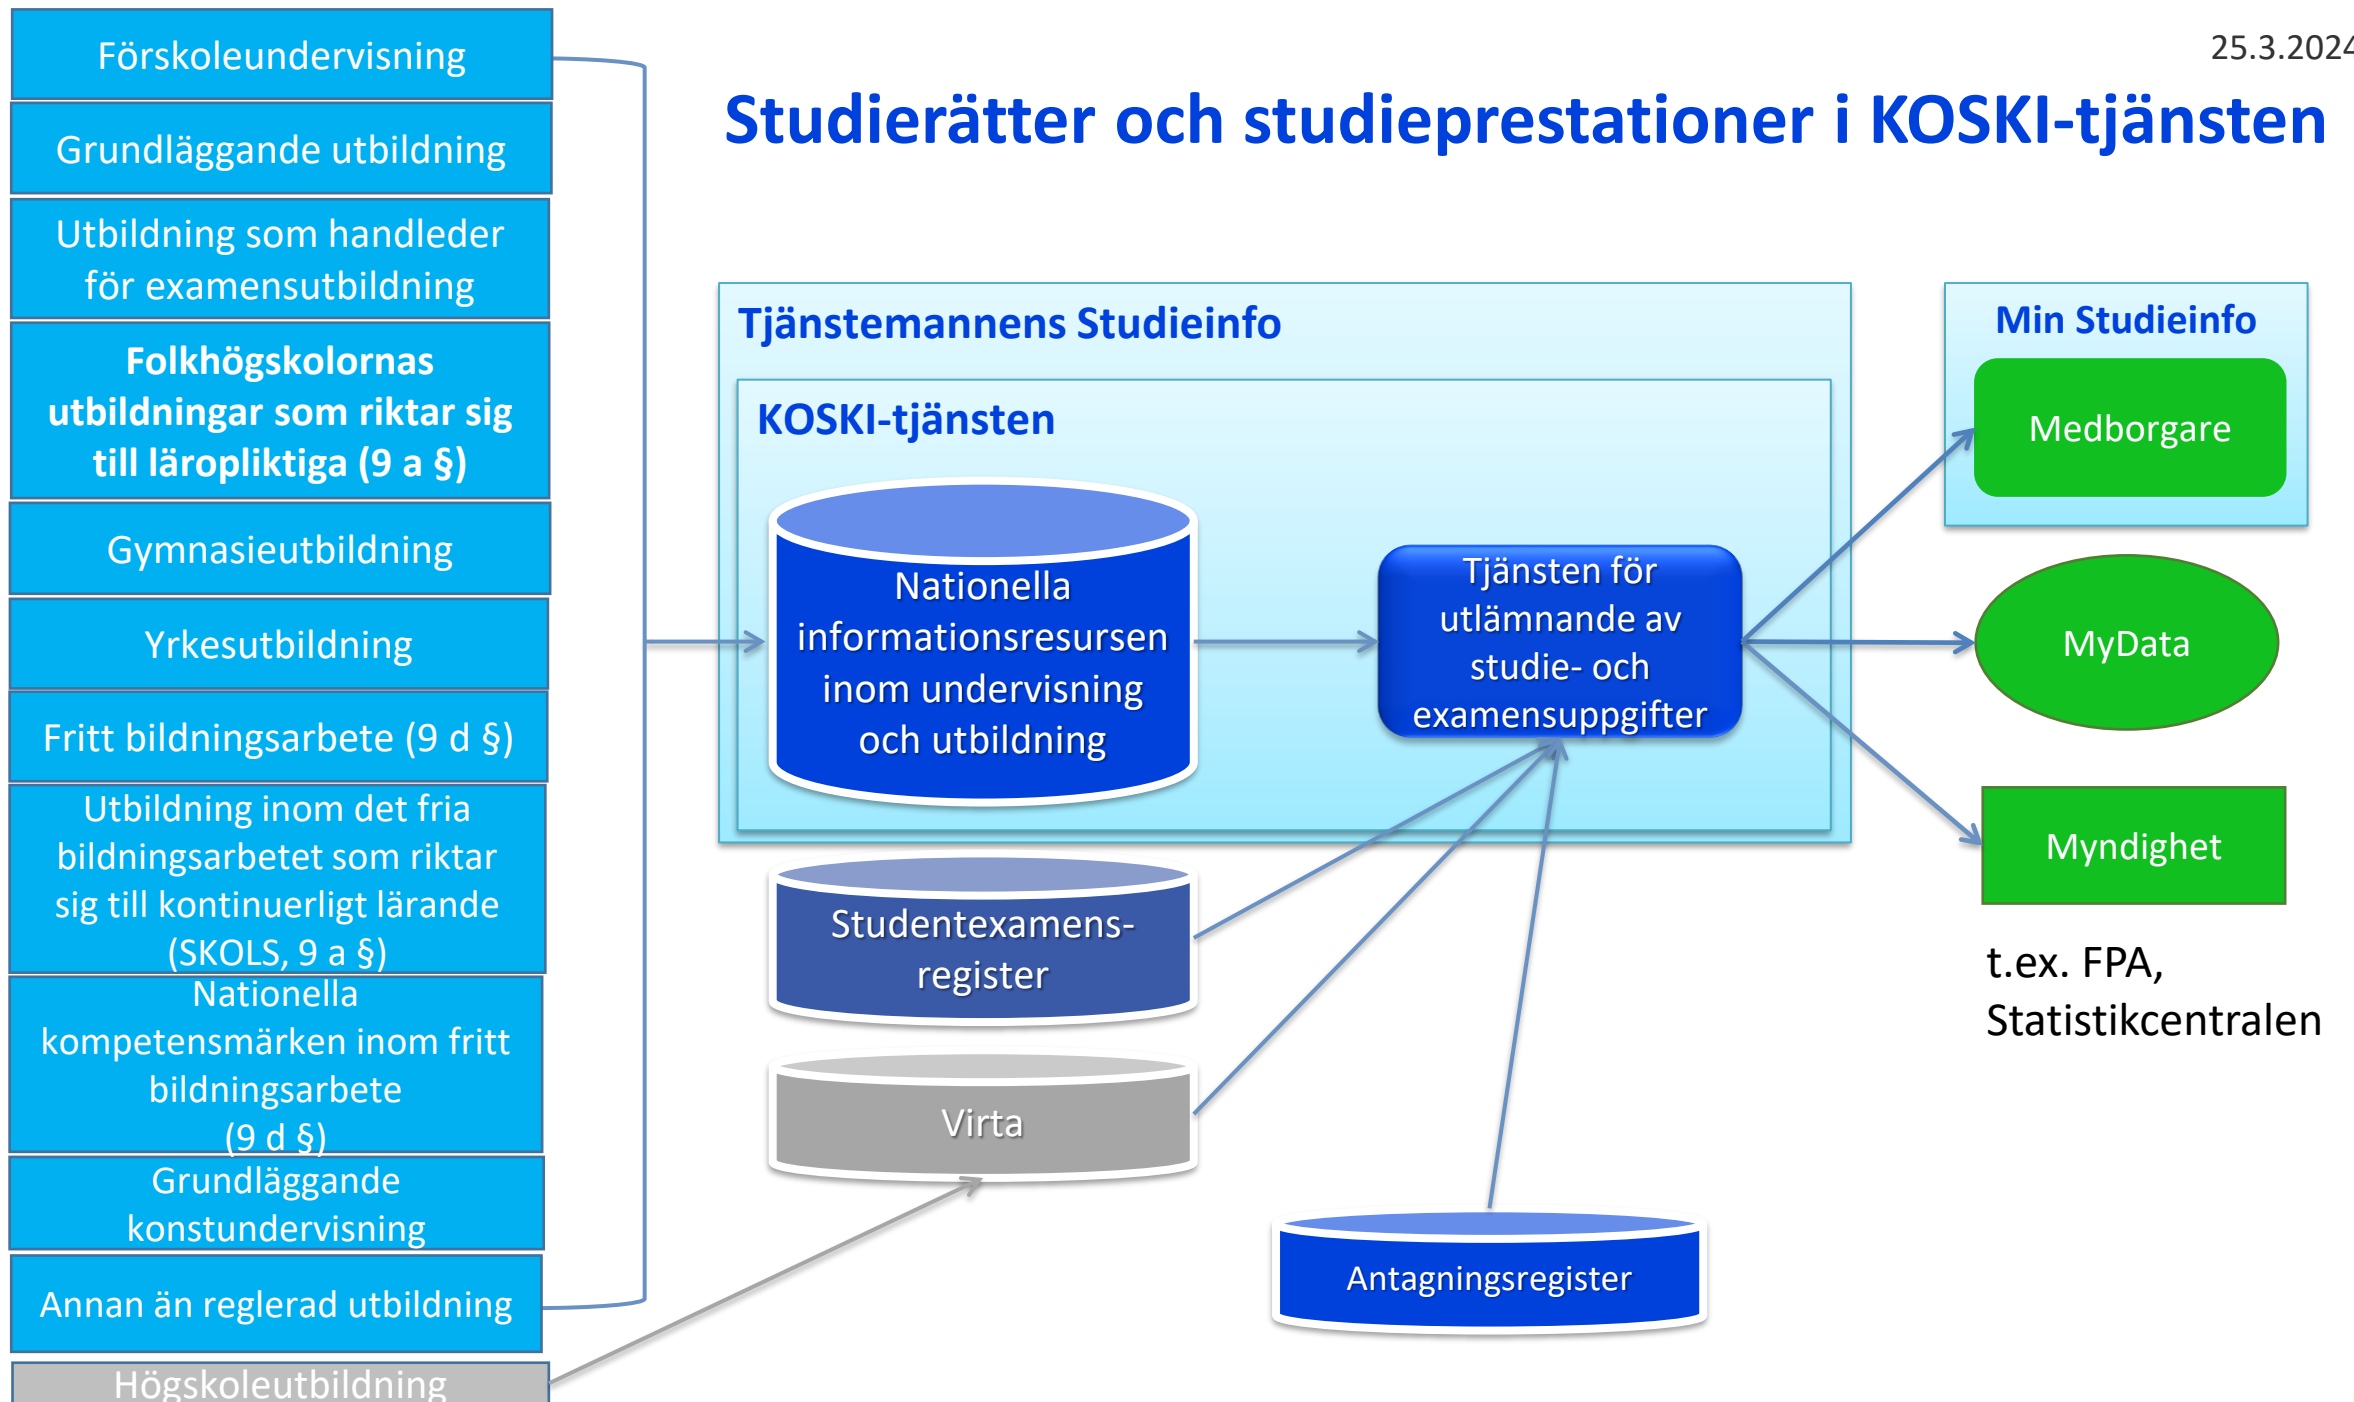 Förskoleundervisning
Grundläggande utbildning
Utbildning som handleder
för examensutbildning
Folkhögskolornas
utbildningar som riktar sig
till läropliktiga (9 a §)
Gymnasieutbildning
Yrkesutbildning
Fritt bildningsarbete (9 d §)
Utbildning inom det fria
bildningsarbetet som riktar
sig till kontinuerligt lärande
(SKOLS, 9 a §)
Nationella
kompetensmärken inom fritt
bildningsarbete
(9 d §)
Grundläggande
konstundervisning
Annan än reglerad utbildning
Högskoleutbildning
25.3.2024
Studierätter och studieprestationer i KOSKI-tjänsten
Tjänstemannens Studieinfo
KOSKI-tjänsten
Nationella
informationsresursen
inom undervisning
och utbildning
Tjänsten för
utlämnande av
studie- och
examensuppgifter
Studentexamens-
register
Virta
Antagningsregister
Min Studieinfo
Medborgare
MyData
Myndighet
t.ex. FPA,
Statistikcentralen